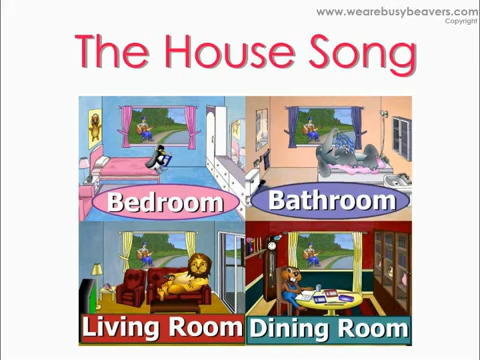 www.wearebusybeavers.com
Copyright
The House Song
Bedroom
Bathroom
Living Room
Dining Room